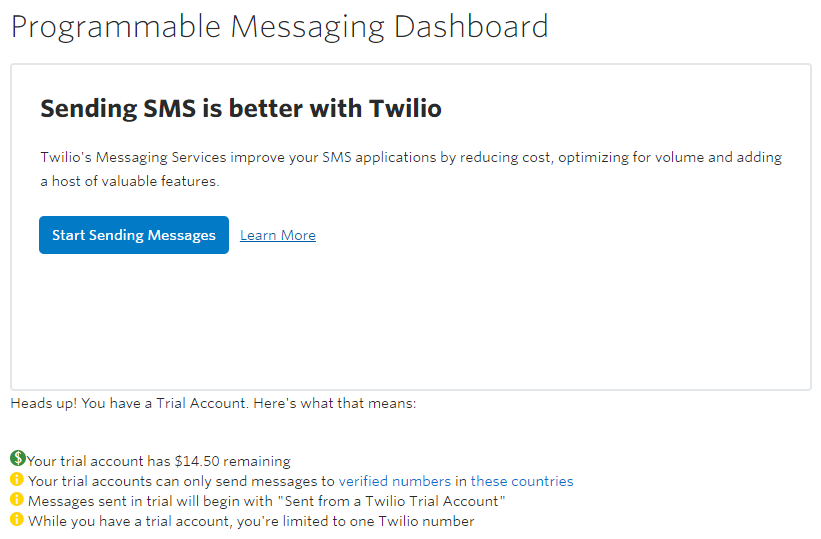 Programmable Messaging Dashboard
Sending SMS is better with Twilio
Twilio's Messaging Services improve your SMS applications by reducing cost, optimizing for volume and adding
a host of valuable features.
Start Sending Messages Learn More
Heads up! You have a Trial Account. Here's what that means:
$ Your trial account has $14.50 remaining
i Your trial accounts can only send messages to verified numbers in these countries
i Messages sent in trial will begin with "Sent from a Twilio Trial Account"
i While you have a trial account, you're limited to one Twilio number